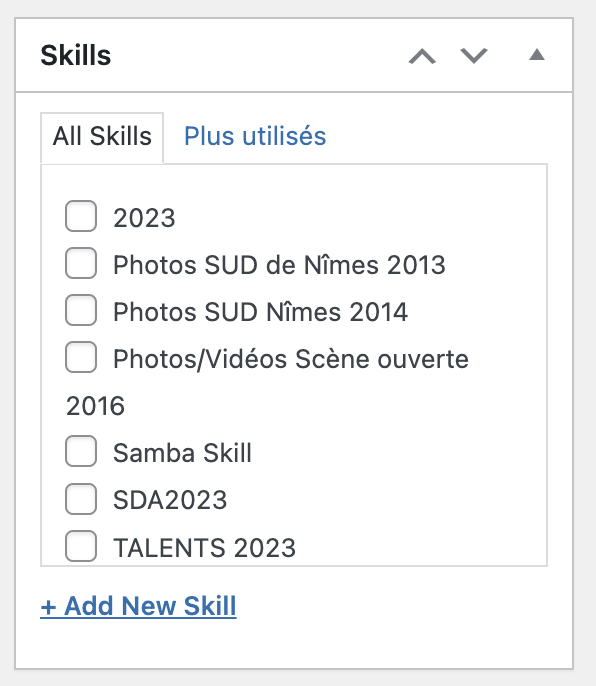 Skills
All Skills Plus utilisés
2023
Photos SUD de Nîmes 2013
Photos SUD Nîmes 2014
Photos/Vidéos Scène ouverte
2016
Samba Skill
SDA2023
TALENTS 2023
+ Add New Skill